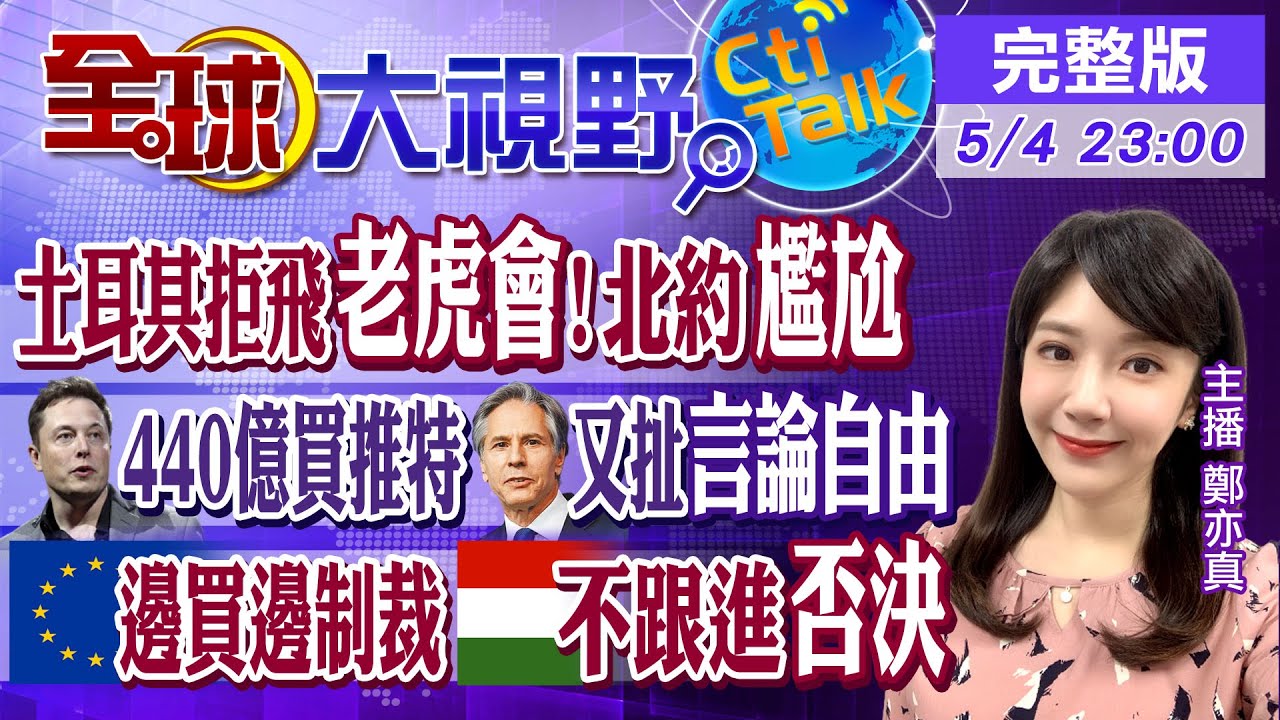 全球大視野
Cti Talk
完整版
5/4 23:00
土耳其拒飛老虎會!北約尷尬
440億買推特 又扯言論自由
邊買邊制裁 不跟進否決
主播 鄭亦真